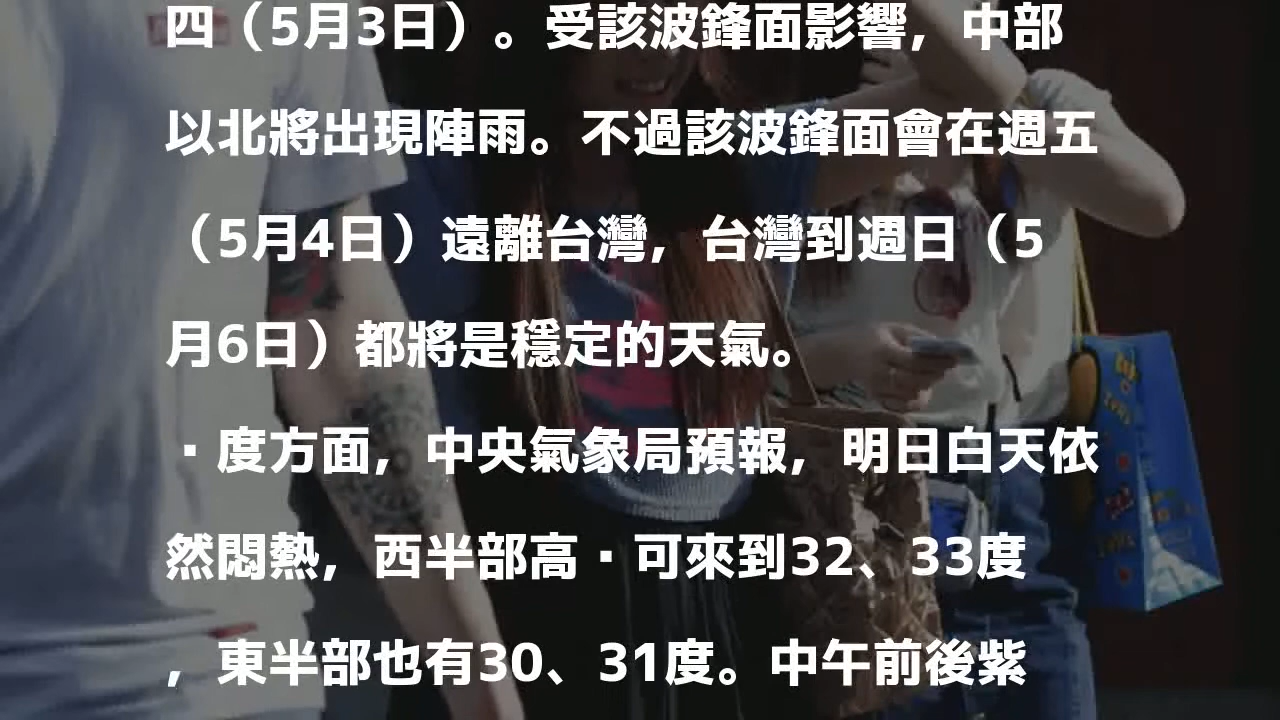 四（5月3日）。受該波鋒面影響，中部
以北將出現陣雨。不過該波鋒面會在週五
（5月4日）遠離台灣，台灣到週日（5
月6日）都將是穩定的天氣。
·度方面，中央氣象局預報，明日白天依
然悶熱，西半部高·可來到32、33度
，東半部也有30、31度。中午前後紫